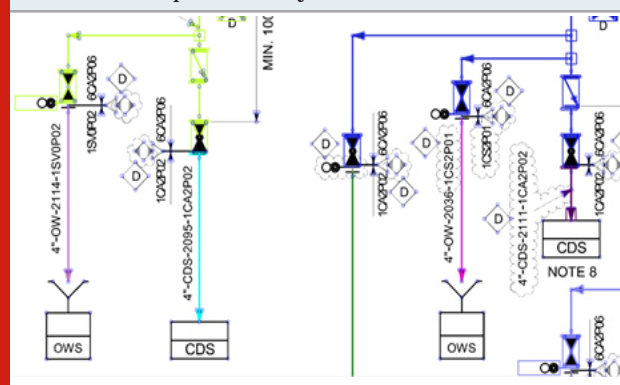 D
MIN. 100
D
6CA2P06
1SV0P02
4"-OW-2114-1SV0P02
OWS
6CA2P06
1CA2P02
D
4"-CDS-2095-1CA2P02
CDS
D
6CA2P06
1CA2P02
D
D
6CA2P06
1CS2P01
4"-OW-2036-1CS2P01
OWS
D
6CA2P06
1CA2P02
D
4"-CDS-2111-1CA2P02
CDS
NOTE 8
6CA2P06